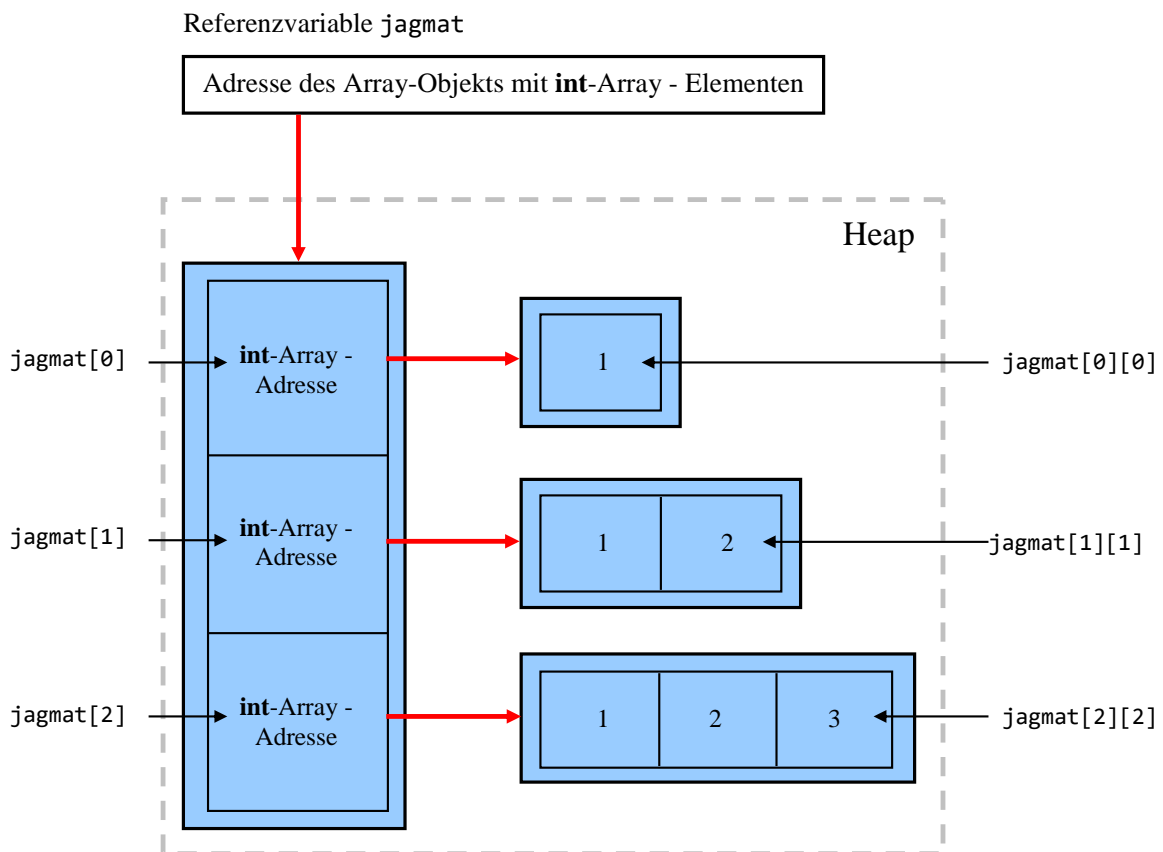 Referenzvariable jagmat
Adresse des Array-Objekts mit int-Array - Elementen
Heap
jagmat[0]
int-Array -
Adresse
1
jagmat[0][0]
jagmat[1]
int-Array -
Adresse
1 2
jagmat[1][1]
jagmat[2]
int-Array -
Adresse
1 2 3
jagmat[2][2]